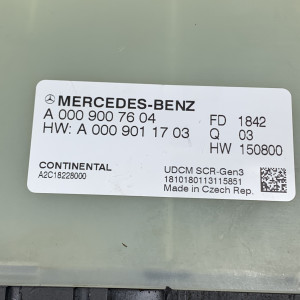 MERCEDES-BENZ
A 000 900 76 04 FD 1842
HW: A 000 901 17 03 Q 03
HW 150800
CONTINENTAL UDCM SCR-Gen3
A2C18228000 1810180113115851
Made in Czech Rep.